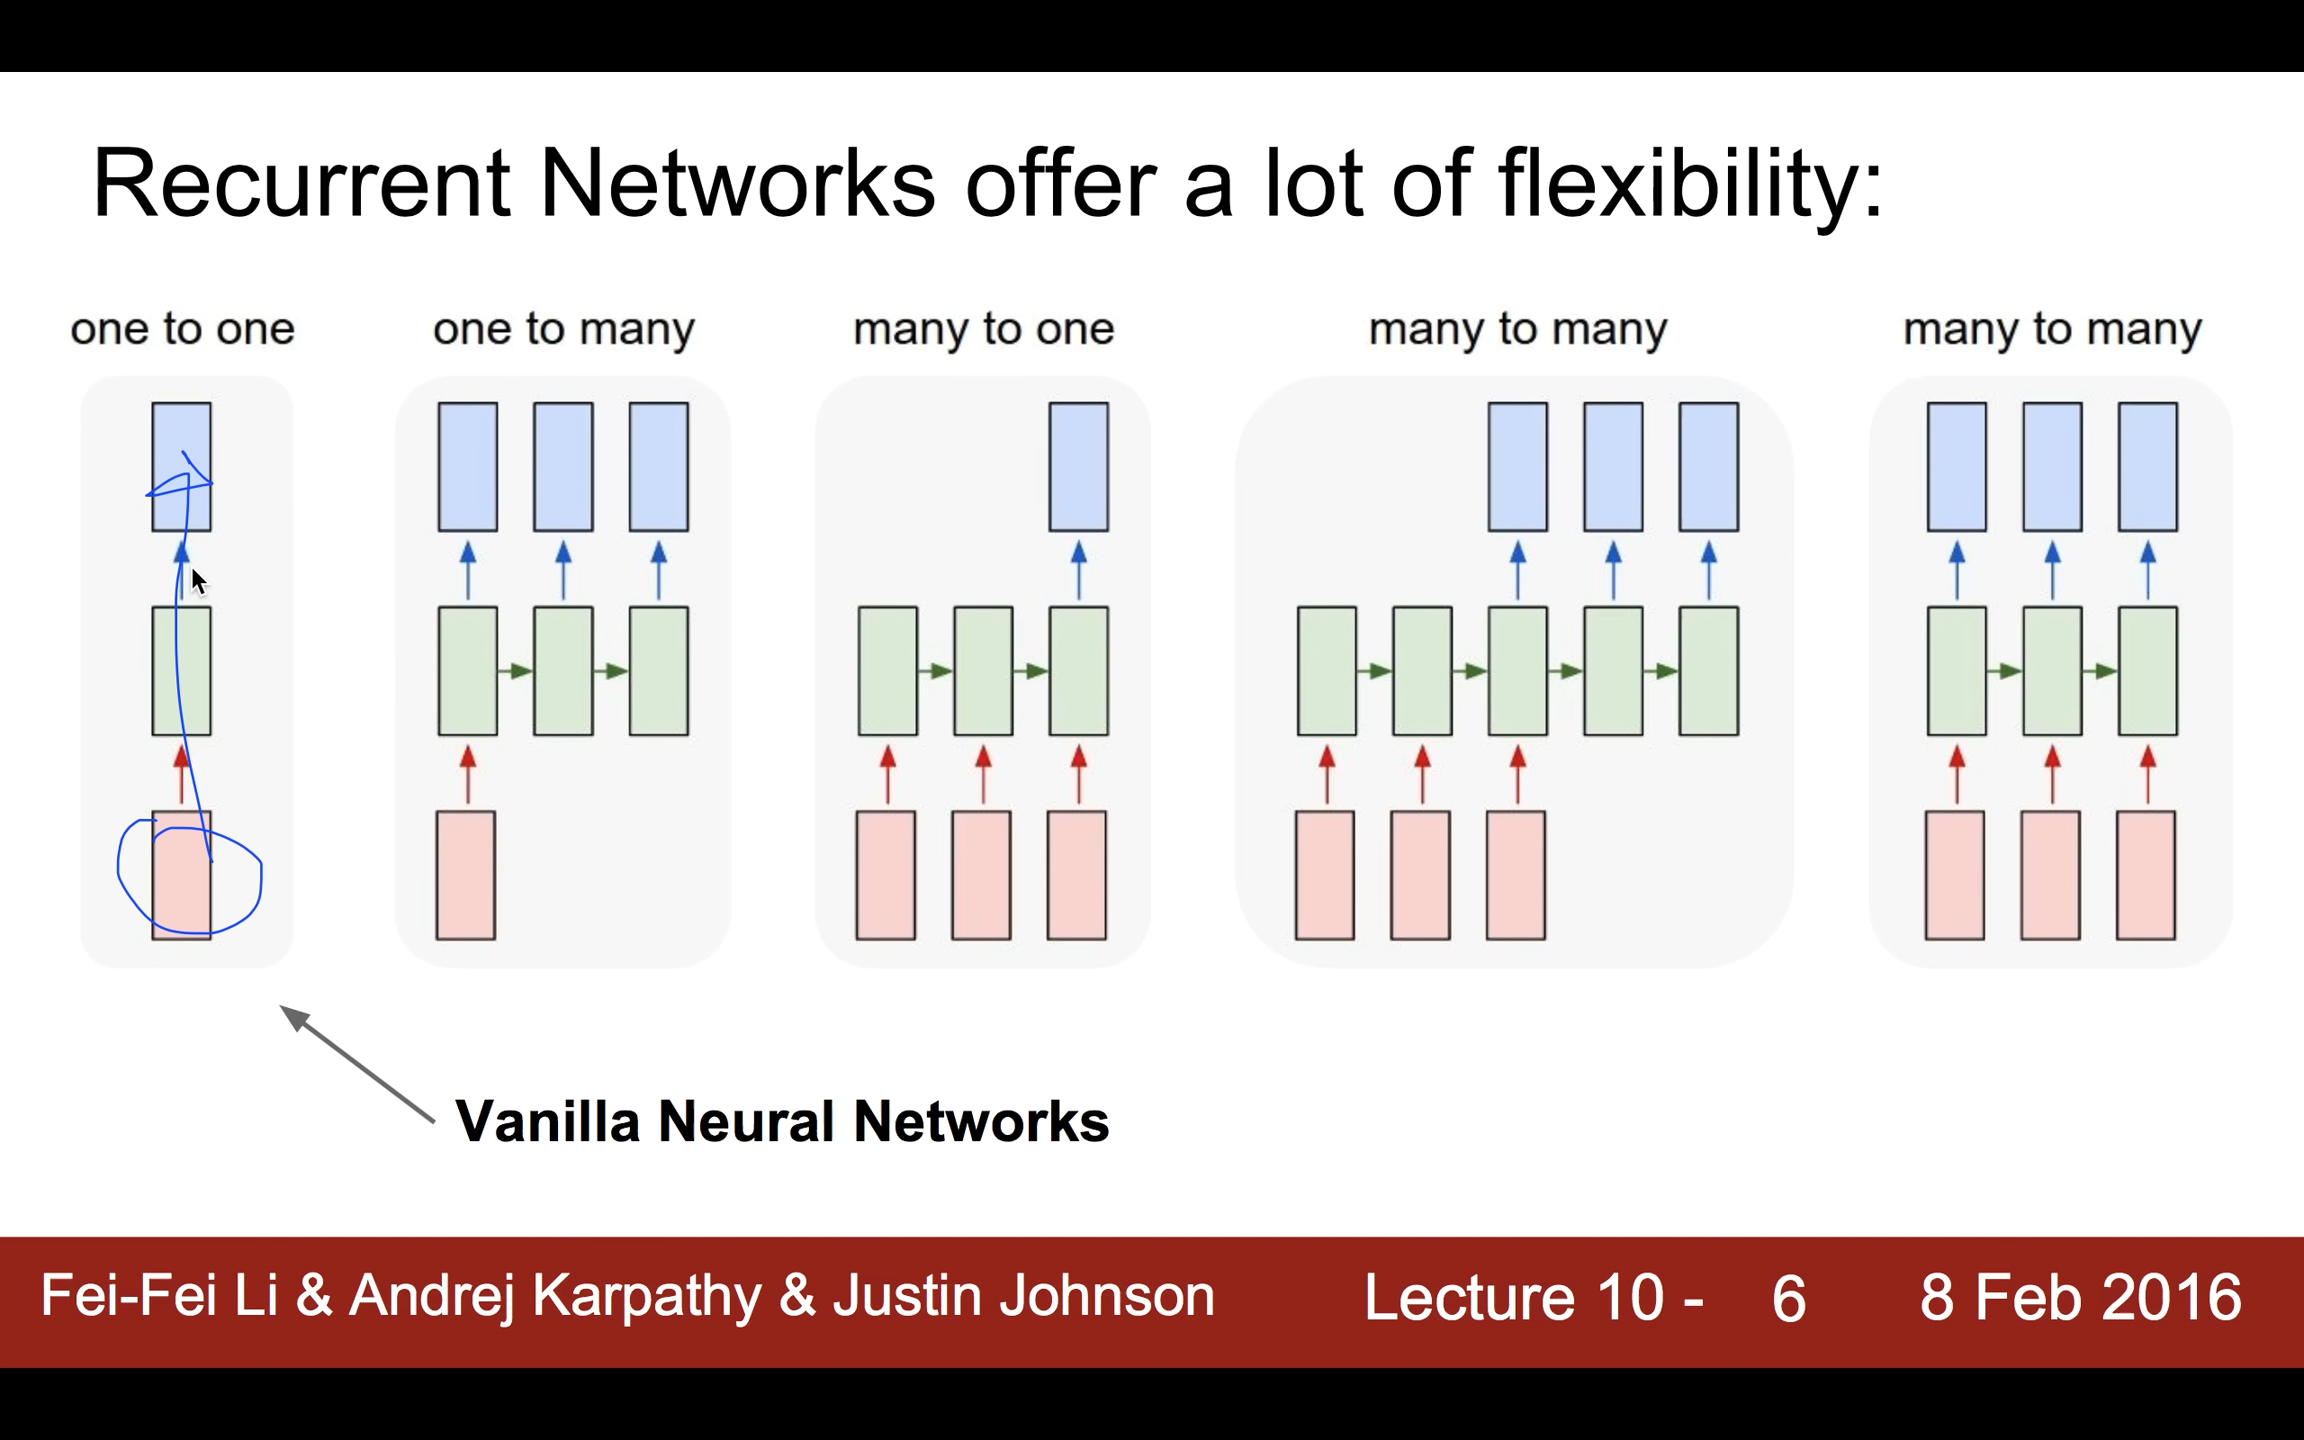 Recurrent Networks offer a lot of flexibility:
one to one one to many many to one many to many many to many
Vanilla Neural Networks
Fei-Fei Li & Andrej Karpathy & Justin Johnson Lecture 10 - 6 8 Feb 2016